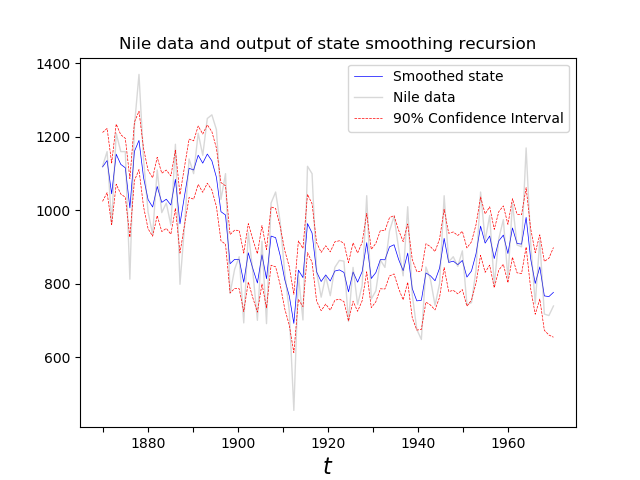 Nile data and output of state smoothing recursion
Smoothed state
Nile data
90% Confidence Interval
1400
1200
1000
800
600
1880
1900
1920
1940
1960
t